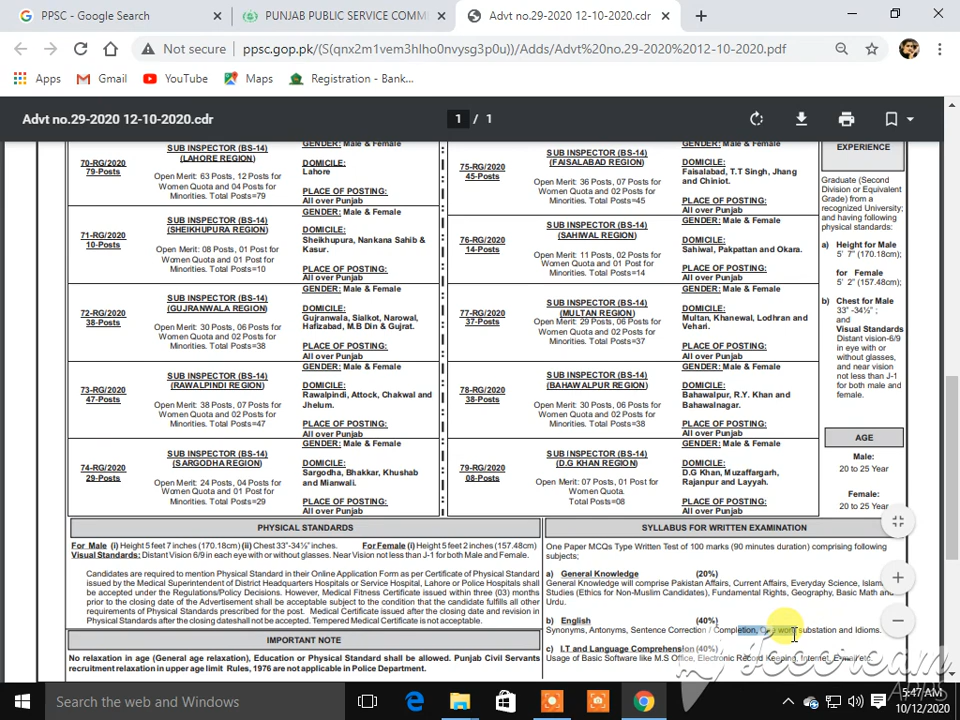 PPSC - Google Search
PUNJAB PUBLIC SERVICE COMMI
Advt no.29-2020 12-10-2020.pdf
Not secure
ppsc.gop.pk/(S(qnx2m1vem3hlho0nvysg3p0u))/Adds/Advt%20no.29-2020%2012-10-2020.pdf
Apps
Gmail
YouTube
Maps
Registration - Bank...
Advt no.29-2020 12-10-2020.cdr
1 / 1
70-RG/2020
79-Posts
SUB INSPECTOR (BS-14)
(LAHORE REGION)
Open Merit: 63 Posts, 12 Posts for
Women Quota and 04 Posts for
Minorities. Total Posts=79
GENDER: Male & Female
DOMICILE:
Lahore
PLACE OF POSTING:
All over Punjab
71-RG/2020
10-Posts
SUB INSPECTOR (BS-14)
(SHEIKHUPURA REGION)
Open Merit: 08 Posts, 01 Post for
Women Quota and 01 Post for
Minorities. Total Posts=10
GENDER: Male & Female
DOMICILE:
Sheikhupura, Nankana Sahib &
Kasur.
PLACE OF POSTING:
All over Punjab
72-RG/2020
38-Posts
SUB INSPECTOR (BS-14)
(GUJRANWALA REGION)
Open Merit: 30 Posts, 06 Posts for
Women Quota and 02 Posts for
Minorities. Total Posts=38
GENDER: Male & Female
DOMICILE:
Gujranwala, Sialkot, Narowal,
Hafizabad, M.B Din & Gujrat.
PLACE OF POSTING:
All over Punjab
73-RG/2020
47-Posts
SUB INSPECTOR (BS-14)
(RAWALPINDI REGION)
Open Merit: 38 Posts, 07 Posts for
Women Quota and 02 Posts for
Minorities. Total Posts=47
GENDER: Male & Female
DOMICILE:
Rawalpindi, Attock, Chakwal and
Jhelum.
PLACE OF POSTING:
All over Punjab
74-RG/2020
29-Posts
SUB INSPECTOR (BS-14)
(SARGODHA REGION)
Open Merit: 24 Posts, 04 Posts for
Women Quota and 01 Post for
Minorities. Total Posts=29
GENDER: Male & Female
DOMICILE:
Sargodha, Bhakkar, Khushab
and Mianwali.
PLACE OF POSTING:
All over Punjab
75-RG/2020
45-Posts
SUB INSPECTOR (BS-14)
(FAISALABAD REGION)
Open Merit: 36 Posts, 07 Posts for
Women Quota and 02 Posts for
Minorities. Total Posts=45
GENDER: Male & Female
DOMICILE:
Faisalabad, T.T Singh, Jhang
and Chiniot.
PLACE OF POSTING:
All over Punjab
76-RG/2020
14-Posts
SUB INSPECTOR (BS-14)
(SAHIWAL REGION)
Open Merit: 11 Posts, 02 Posts for
Women Quota and 01 Post for
Minorities. Total Posts=14
GENDER: Male & Female
DOMICILE:
Sahiwal, Pakpattan and Okara.
PLACE OF POSTING:
All over Punjab
77-RG/2020
37-Posts
SUB INSPECTOR (BS-14)
(MULTAN REGION)
Open Merit: 29 Posts, 06 Posts for
Women Quota and 02 Posts for
Minorities. Total Posts=37
GENDER: Male & Female
DOMICILE:
Multan, Khanewal, Lodhran and
Vehari.
PLACE OF POSTING:
All over Punjab
78-RG/2020
38-Posts
SUB INSPECTOR (BS-14)
(BAHAWALPUR REGION)
Open Merit: 30 Posts, 06 Posts for
Women Quota and 02 Posts for
Minorities. Total Posts=38
GENDER: Male & Female
DOMICILE:
Bahawalpur, R.Y. Khan and
Bahawalnagar.
PLACE OF POSTING:
All over Punjab
79-RG/2020
08-Posts
SUB INSPECTOR (BS-14)
(D.G KHAN REGION)
Open Merit: 07 Posts, 01 Post for
Women Quota.
Total Posts=08
GENDER: Male & Female
DOMICILE:
D.G Khan, Muzaffargarh,
Rajanpur and Layyah.
PLACE OF POSTING:
All over Punjab
EXPERIENCE
Graduate (Second
Division or Equivalent
Grade) from a
recognized University;
and having following
physical standards:
a) Height for Male
5' 7" (170.18cm);
for Female
5' 2" (157.48cm);
b) Chest for Male
33" -34½" ;
and
Visual Standards
Distant vision-6/9
in eye with or
without glasses,
and near vision
not less than J-1
for both male and
female.
AGE
Male:
20 to 25 Year
Female:
20 to 25 Year
PHYSICAL STANDARDS
For Male (i) Height 5 feet 7 inches (170.18cm) (ii) Chest 33"-34½" inches. For Female (i) Height 5 feet 2 inches (157.48cm)
Visual Standards: Distant Vision 6/9 in each eye with or without glasses. Near Vision not less than J-1 for both Male and Female.
Candidates are required to mention Physical Standard in their Online Application Form as per Certificate of Physical Standard
issued by the Medical Superintendent of District Headquarters Hospitals or Service Hospital, Lahore or Police Hospitals shall
be accepted under the Regulations/Policy Decisions. However, Medical Fitness Certificate issued within three (03) months
prior to the closing date of the Advertisement shall be acceptable subject to the condition that the candidate fulfills all other
requirements of Physical Standards prescribed for the post. Medical Certificate issued after the closing date and revision in
Physical Standards after the closing dateshall not be accepted. Tempered Medical Certificate is not acceptable.
IMPORTANT NOTE
No relaxation in age (General age relaxation), Education or Physical Standard shall be allowed. Punjab Civil Servants
recruitment relaxation in upper age limit Rules, 1976 are not applicable in Police Department.
SYLLABUS FOR WRITTEN EXAMINATION
One Paper MCQs Type Written Test of 100 marks (90 minutes duration) comprising following
subjects;
a) General Knowledge (20%)
General Knowledge will comprise Pakistan Affairs, Current Affairs, Everyday Science, Islam
Studies (Ethics for Non-Muslim Candidates), Fundamental Rights, Geography, Basic Math and
Urdu.
b) English (40%)
Synonyms, Antonyms, Sentence Correction / Completion, One word substation and Idioms.
c) I.T and Language Comprehension (40%)
Usage of Basic Software like M.S Office, Electronic Record Keeping, Internet, E-mail etc.
Icecream
APPS
Type here to search
5:47 AM
10/12/2020